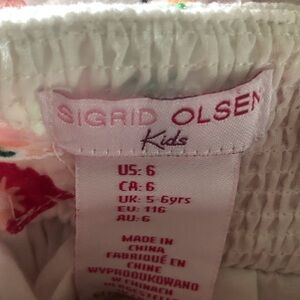 SIGRID OLSEN
Kids
US: 6
CA: 6
UK: 5-6yrs
EU: 116
AU: 6
MADE IN
CHINA
FABRIQUÉ EN
CHINE
WYPRODUKOWANO
W CHINACH